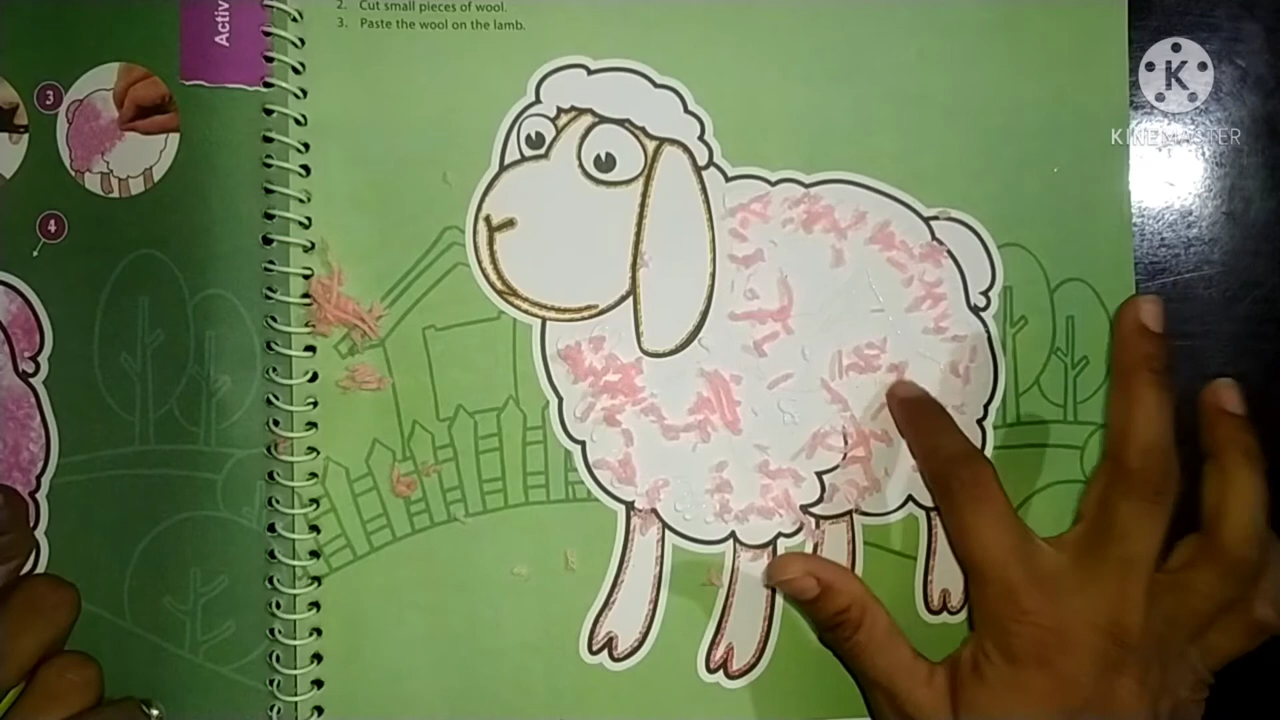 Activ
2. Cut small pieces of wool.
3. Paste the wool on the lamb.
3
4
K
KINEMASTER